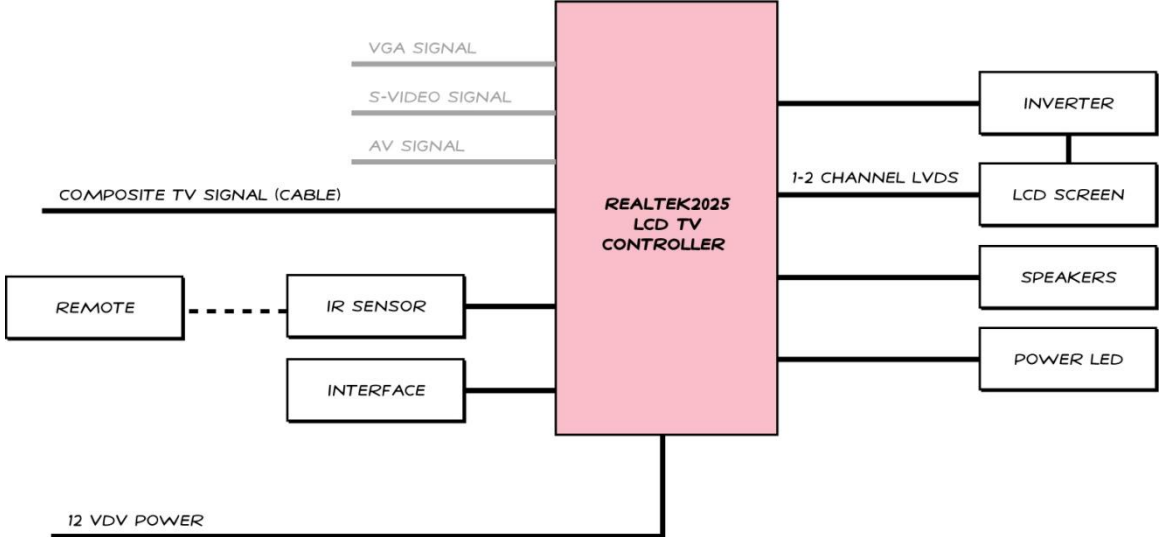 VGA SIGNAL
S-VIDEO SIGNAL
AV SIGNAL
COMPOSITE TV SIGNAL (CABLE)
REMOTE
IR SENSOR
INTERFACE
12 VDV POWER
REALTEK2025
LCD TV
CONTROLLER
1-2 CHANNEL LVDS
INVERTER
LCD SCREEN
SPEAKERS
POWER LED